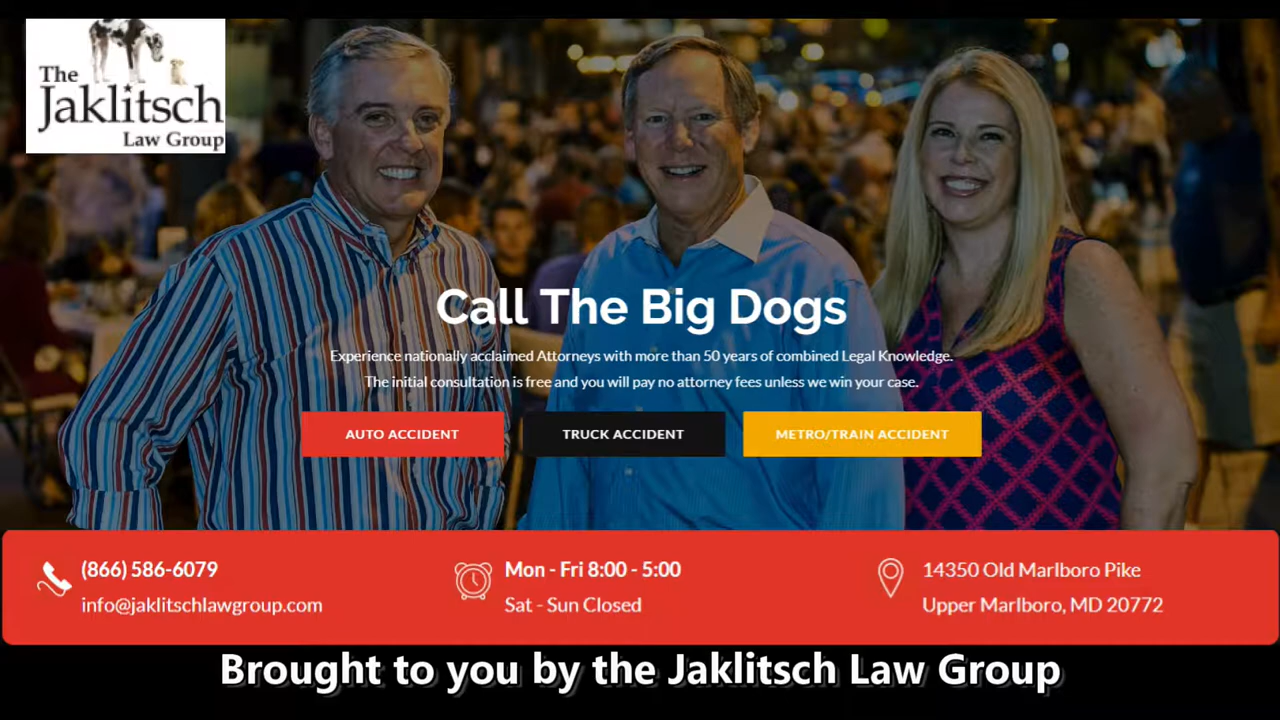 The
Jaklitsch
Law Group
Call The Big Dogs
Experience nationally acclaimed Attorneys with more than 50 years of combined Legal Knowledge.
The initial consultation is free and you will pay no attorney fees unless we win your case.
AUTO ACCIDENT
TRUCK ACCIDENT
METRO/TRAIN ACCIDENT
(866) 586-6079
info@jaklitschlawgroup.com
Mon - Fri 8:00 - 5:00
Sat - Sun Closed
14350 Old Marlboro Pike
Upper Marlboro, MD 20772
Brought to you by the Jaklitsch Law Group